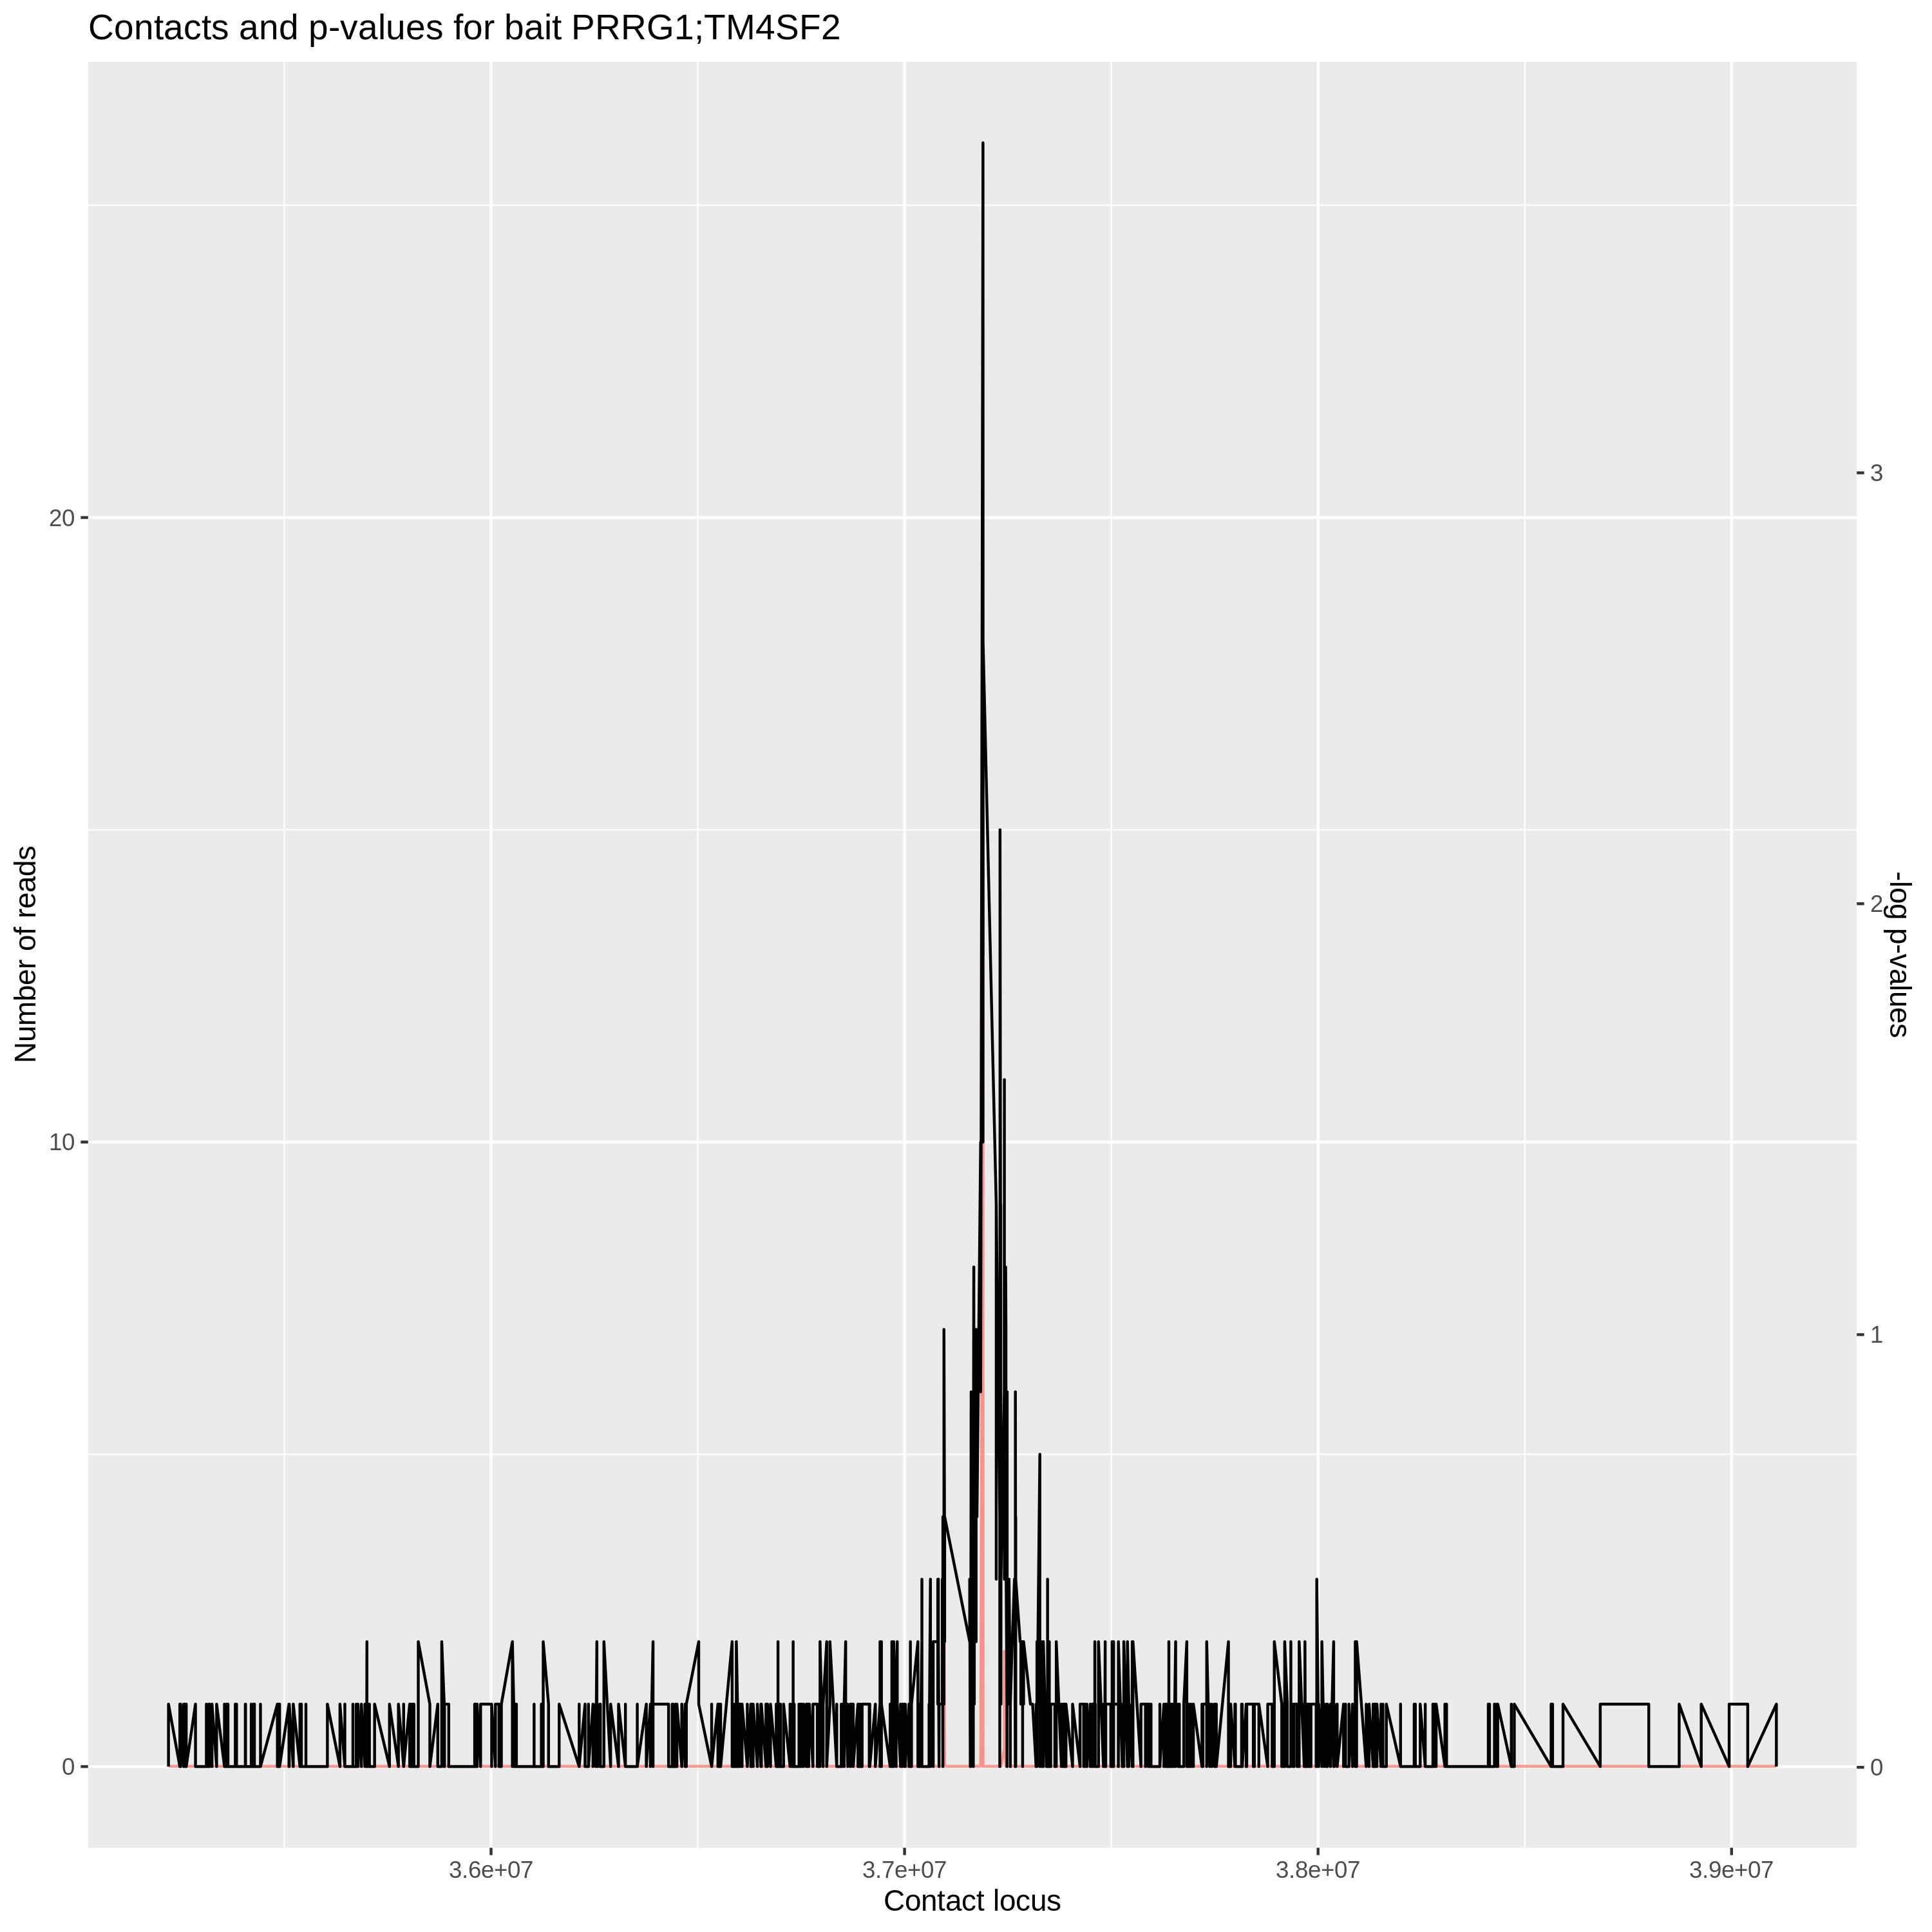 Contacts and p-values for bait PRRG1;TM4SF2
Number of reads
20
10
0
3
2
1
0
-log p-values
3.6e+07
3.7e+07
3.8e+07
3.9e+07
Contact locus